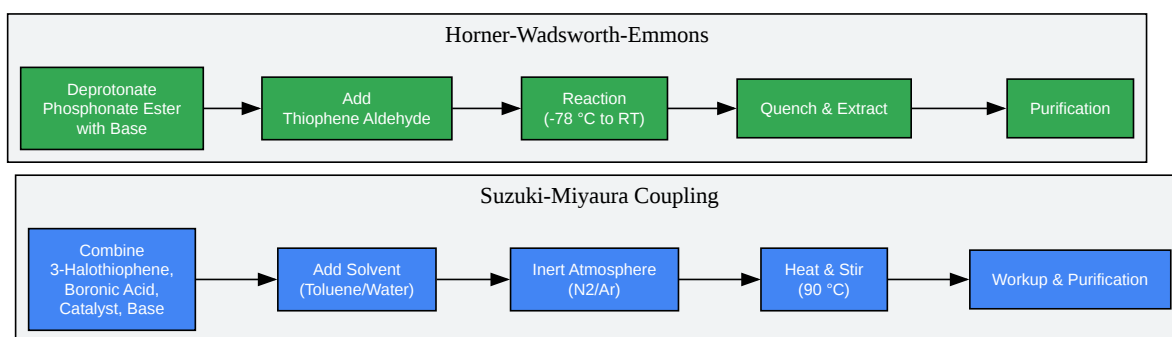 Horner-Wadsworth-Emmons
Deprotonate
Phosphonate Ester
with Base
Add
Thiophene Aldehyde
Reaction
(-78 °C to RT)
Quench & Extract
Purification
Suzuki-Miyaura Coupling
Combine
3-Halothiophene,
Boronic Acid,
Catalyst, Base
Add Solvent
(Toluene/Water)
Inert Atmosphere
(N2/Ar)
Heat & Stir
(90 °C)
Workup & Purification